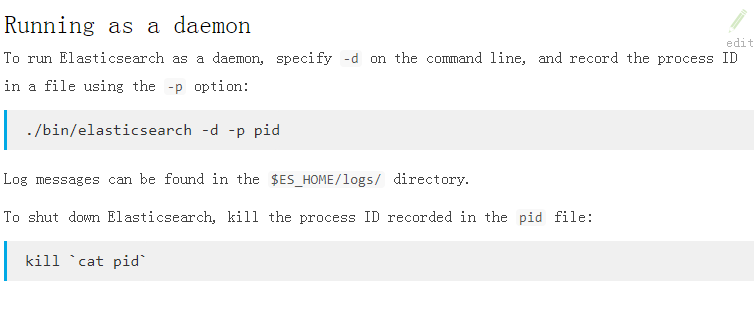 Running as a daemon
edit
To run Elasticsearch as a daemon, specify -d on the command line, and record the process ID
in a file using the -p option:
./bin/elasticsearch -d -p pid
Log messages can be found in the $ES_HOME/logs/ directory.
To shut down Elasticsearch, kill the process ID recorded in the pid file:
kill `cat pid`